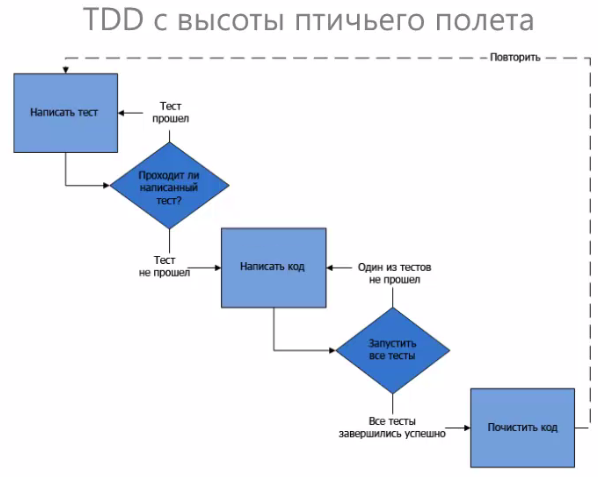 TDD с высоты птичьего полета
Повторить
Написать тест
Тест
прошел
Проходит ли
написанный
тест?
Тест
не прошел
Написать код
Один из тестов
не прошел
Запустить
все тесты
Все тесты
завершились успешно
Почистить код